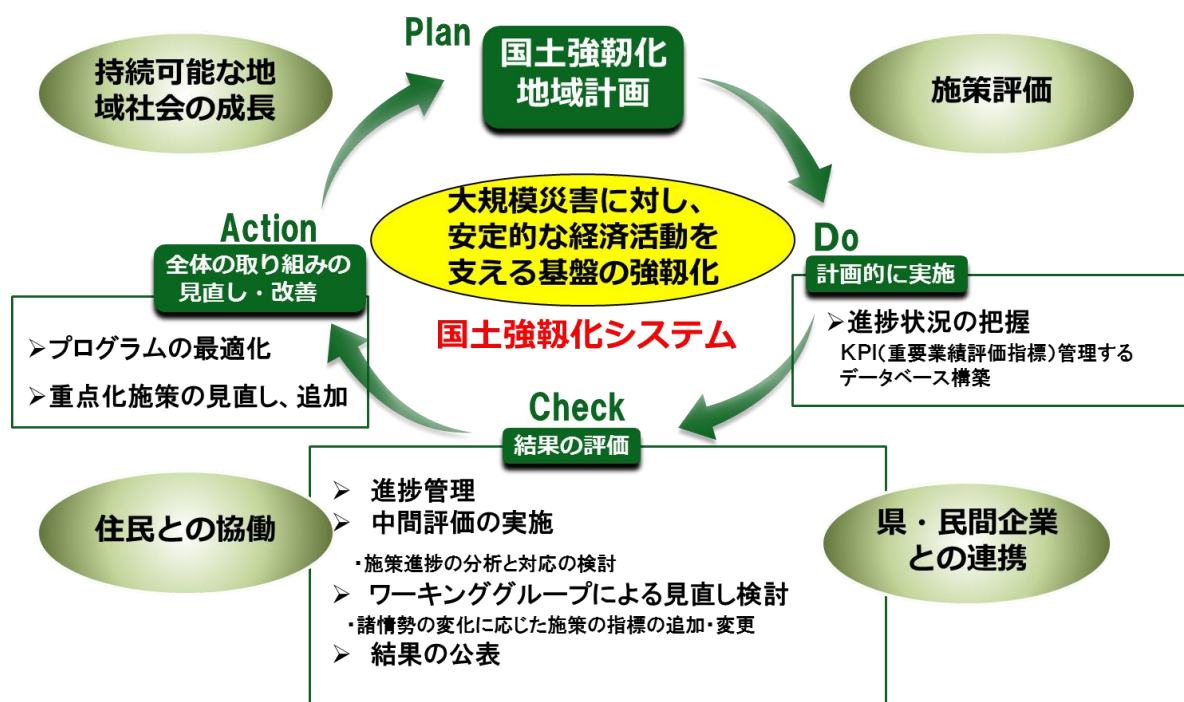 Plan
国土強靱化
地域計画
持続可能な地
域社会の成長
施策評価
大規模災害に対し、
安定的な経済活動を
支える基盤の強靱化
国土強靱化システム
Do
計画的に実施
➢進捗状況の把握
KPI(重要業績評価指標)管理する
データベース構築
Action
全体の取り組みの
見直し・改善
➢プログラムの最適化
➢重点化施策の見直し、追加
Check
結果の評価
➢ 進捗管理
➢ 中間評価の実施
・施策進捗の分析と対応の検討
➢ ワーキンググループによる見直し検討
・諸情勢の変化に応じた施策の指標の追加・変更
➢ 結果の公表
住民との協働
県・民間企業
との連携